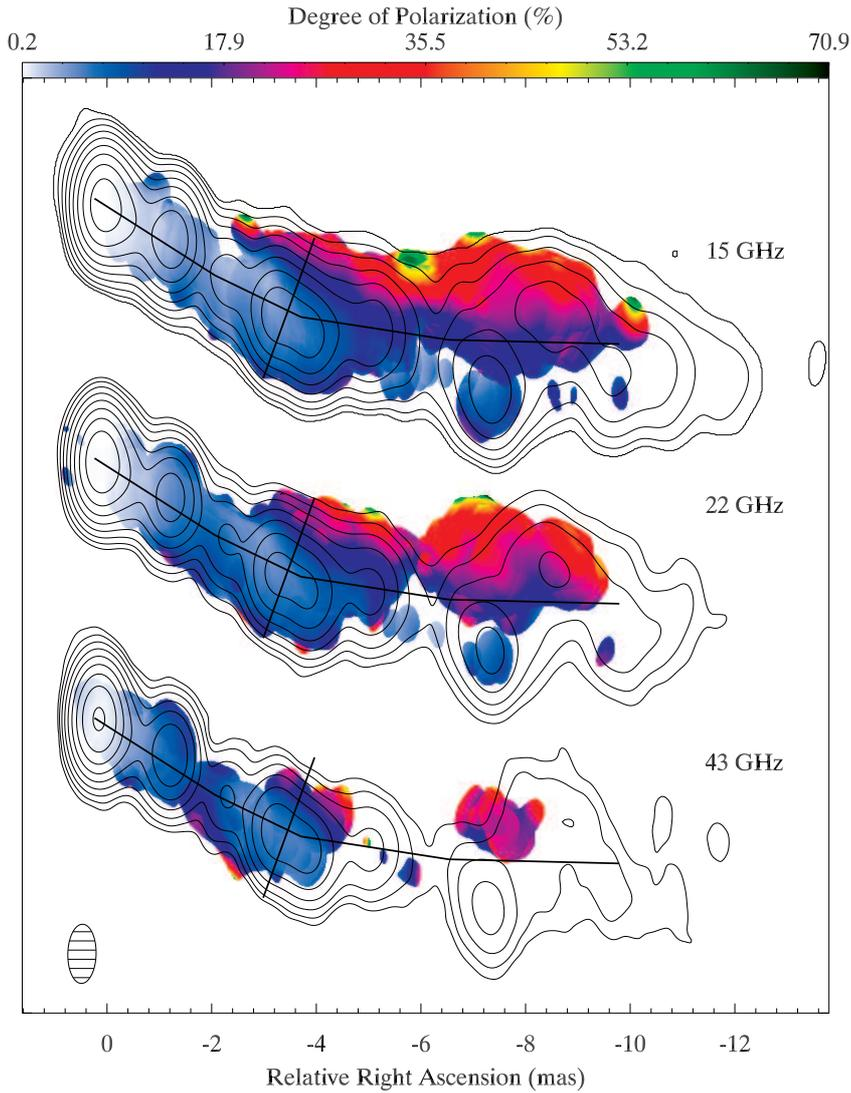 Degree of Polarization (%)
0.2 17.9 35.5 53.2 70.9
15 GHz
22 GHz
43 GHz
0 -2 -4 -6 -8 -10 -12
Relative Right Ascension (mas)